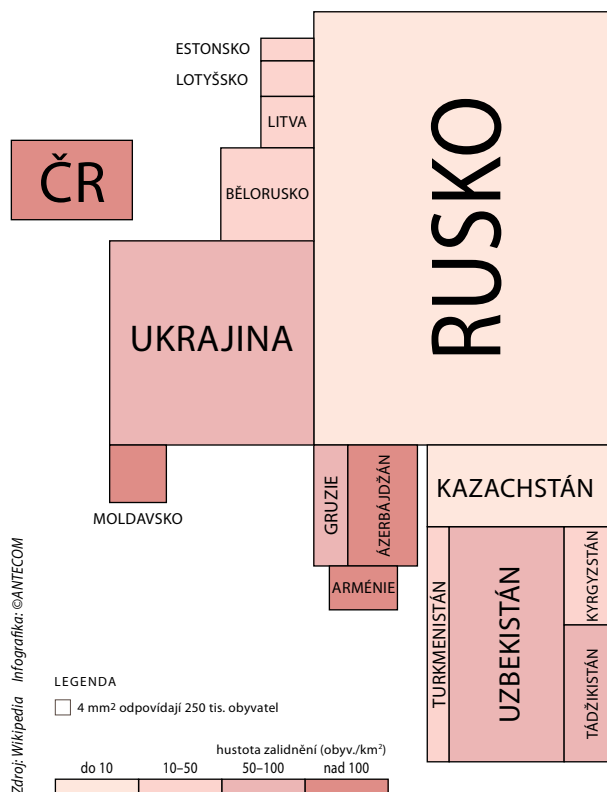 ESTONSKO
LOTYŠSKO
LITVA
ČR
BĚLORUSKO
RUSKO
UKRAJINA
MOLDAVSKO
GRUZIE
ÁZERBÁJDŽÁN
ARMÉNIE
KAZACHSTÁN
TURKMENISTÁN
UZBEKISTÁN
KYRGYZSTÁN
TÁDŽIKISTÁN
Zdroj: Wikipedia Infografika: ©ANTECOM
LEGENDA
4 mm2 odpovídají 250 tis. obyvatel
hustota zalidnění (obyv./km²)
do 10 10–50 50–100 nad 100